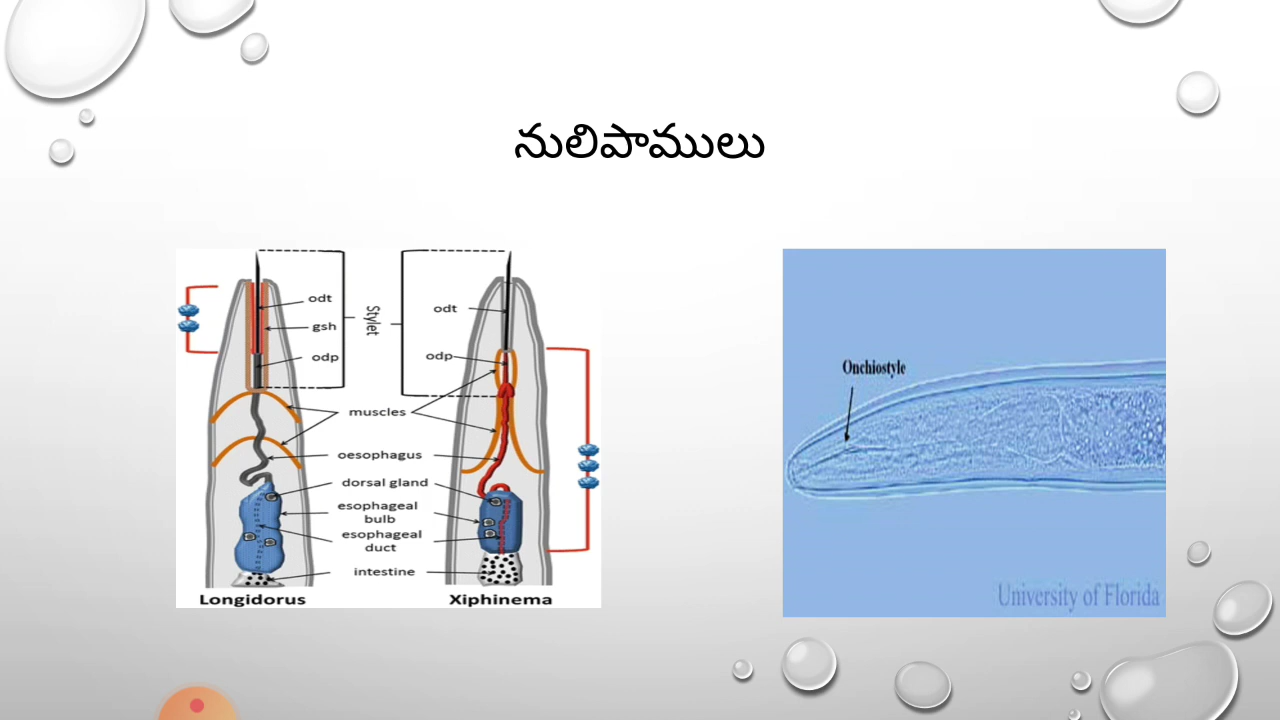 నులిపాములు
odt
gsh
odp
Stylet
odt
odp
muscles
oesophagus
dorsal gland
esophageal
bulb
esophageal
duct
intestine
Longidorus
Xiphinema
Onchiostyle
University of Florida